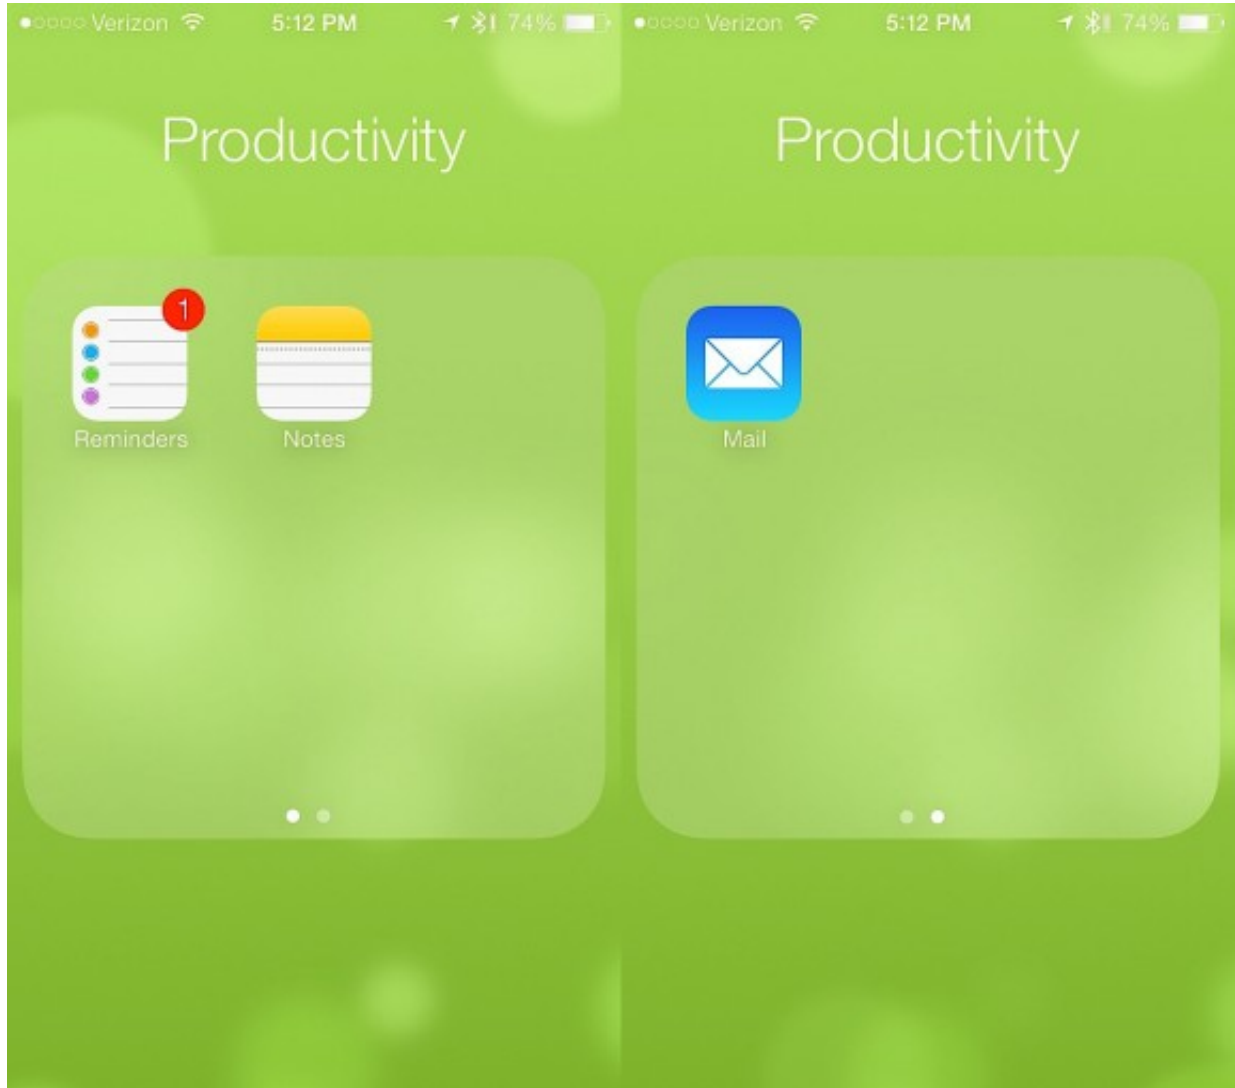 Verizon 5:12 PM 74%
Productivity
1
Reminders Notes
Verizon 5:12 PM 74%
Productivity
Mail